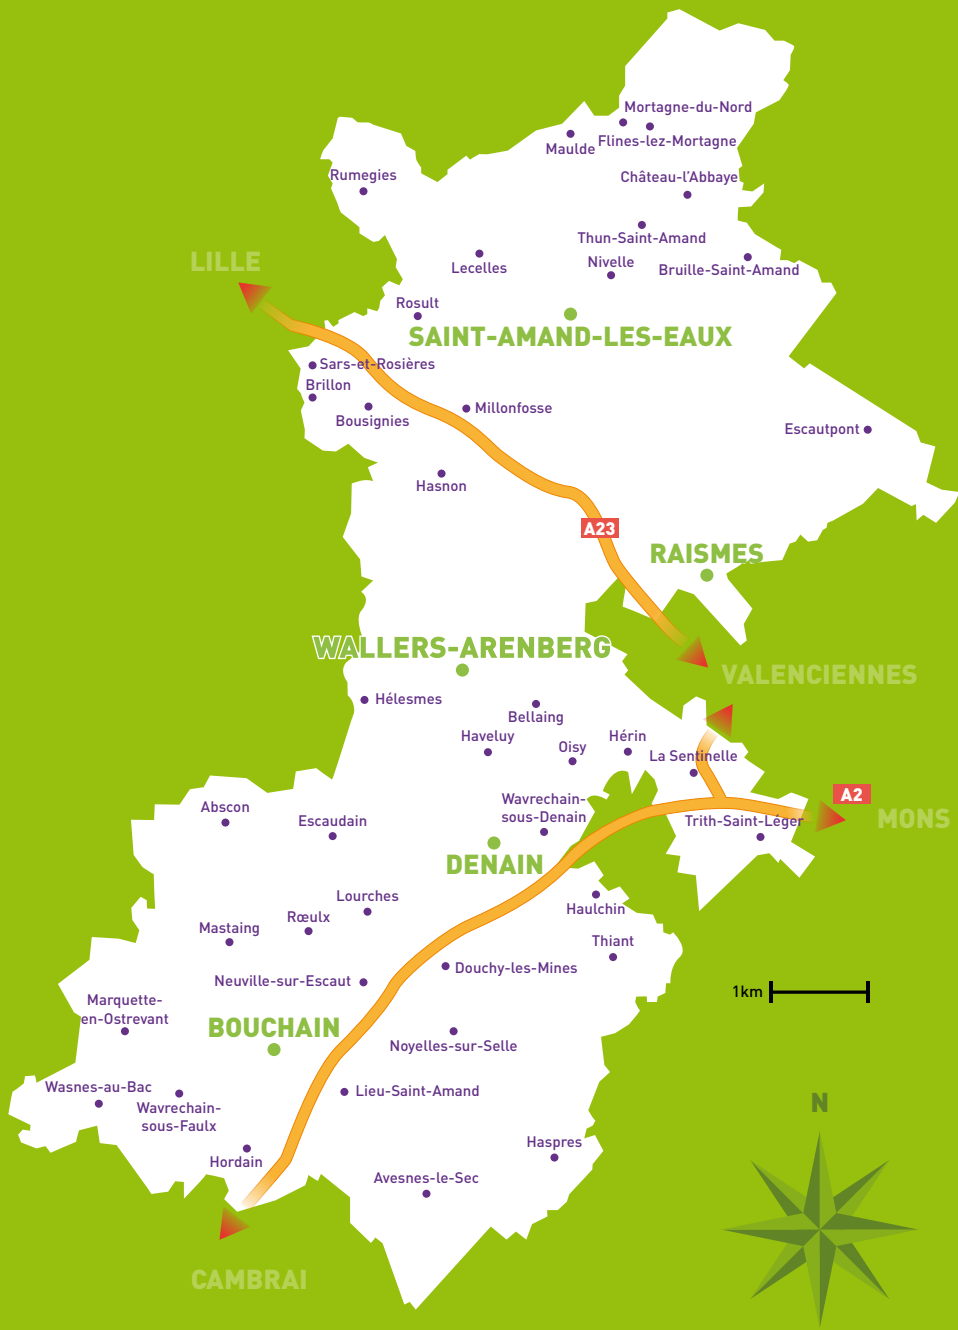 Mortagne-du-Nord
Flines-lez-Mortagne
Maulde
Rumegies
Château-l'Abbaye
Thun-Saint-Amand
Nivelle
Bruille-Saint-Amand
Lecelles
LILLE
Rosult
SAINT-AMAND-LES-EAUX
Sars-et-Rosières
Brillon
Bousignies
Millonfosse
Escautpont
Hasnon
A23
RAISMES
WALLERS-ARENBERG
VALENCIENNES
Hélesmes
Bellaing
Haveluy
Oisy
Hérin
La Sentinelle
A2
Wavrechain-
sous-Denain
Abscon
Escaudain
Trith-Saint-Léger
MONS
DENAIN
Lourches
Haulchin
Rœulx
Mastaing
Thiant
Douchy-les-Mines
Neuville-sur-Escaut
1km
Marquette-
en-Ostrevant
BOUCHAIN
Noyelles-sur-Selle
Wasnes-au-Bac
Lieu-Saint-Amand
Wavrechain-
sous-Faulx
N
Haspres
Hordain
Avesnes-le-Sec
CAMBRAI